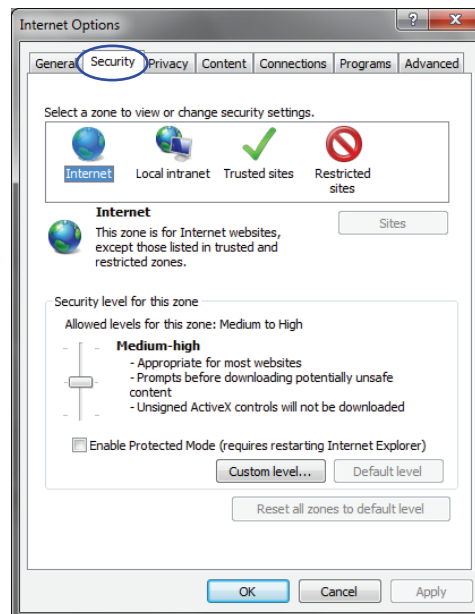 Internet Options
?
X
General Security Privacy Content Connections Programs Advanced
Select a zone to view or change security settings.
Internet Local intranet Trusted sites Restricted
sites
Internet
Sites
This zone is for Internet websites,
except those listed in trusted and
restricted zones.
Security level for this zone
Allowed levels for this zone: Medium to High
Medium-high
- Appropriate for most websites
- Prompts before downloading potentially unsafe
content
- Unsigned ActiveX controls will not be downloaded
Enable Protected Mode (requires restarting Internet Explorer)
Custom level... Default level
Reset all zones to default level
OK Cancel Apply